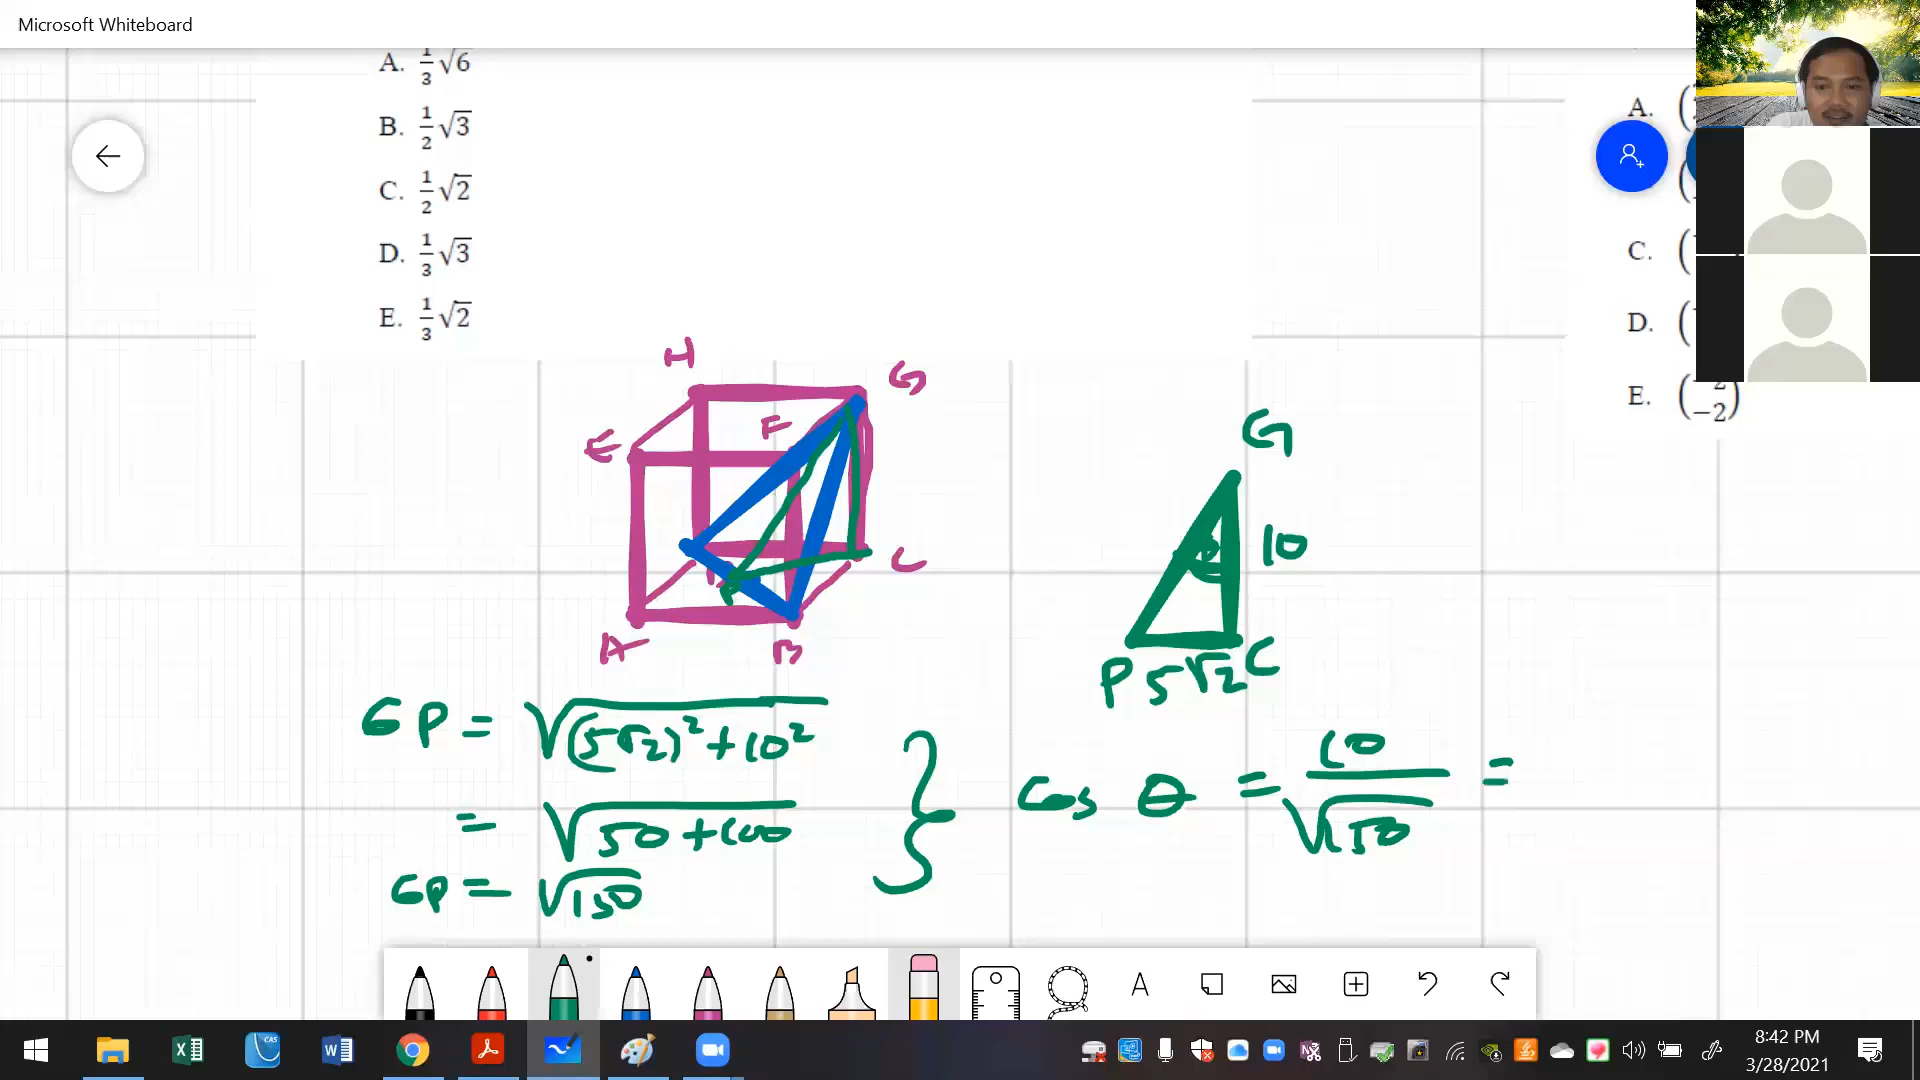 Microsoft Whiteboard
A. 1/3 √6
B. 1/2 √3
C. 1/2 √2
D. 1/3 √3
E. 1/3 √2
A. (
(
C. (
D. (
E. (
−2)
H
G
E
F
C
A
B
G
10
P 5√2 C
GP = √((5√2)² + 10²)
= √(50 + 100)
GP = √150
}
cos θ = 10/√150 =
A
8:42 PM
3/28/2021